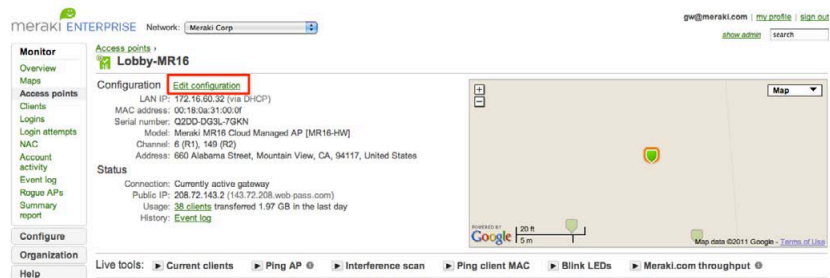 meraki ENTERPRISE Network: Meraki Corp
gw@meraki.com | my profile | sign out
show admin search
Monitor
Overview
Maps
Access points
Clients
Logins
Login attempts
NAC
Account
activity
Event log
Rogue APs
Summary
report
Configure
Organization
Help
Access points ›
Lobby-MR16
Configuration Edit configuration
LAN IP: 172.16.60.32 (via DHCP)
MAC address: 00:18:0a:31:00:0f
Serial number: Q2DD-DG3L-7GKN
Model: Meraki MR16 Cloud Managed AP [MR16-HW]
Channel: 6 (R1), 149 (R2)
Address: 660 Alabama Street, Mountain View, CA, 94117, United States
Status
Connection: Currently active gateway
Public IP: 208.72.143.2 (143.72.208.web-pass.com)
Usage: 38 clients transferred 1.97 GB in the last day
History: Event log
+
−
Map
POWERED BY
Google
20 ft
5 m
Map data ©2011 Google - Terms of Use
Live tools: Current clients Ping AP Interference scan Ping client MAC Blink LEDs Meraki.com throughput